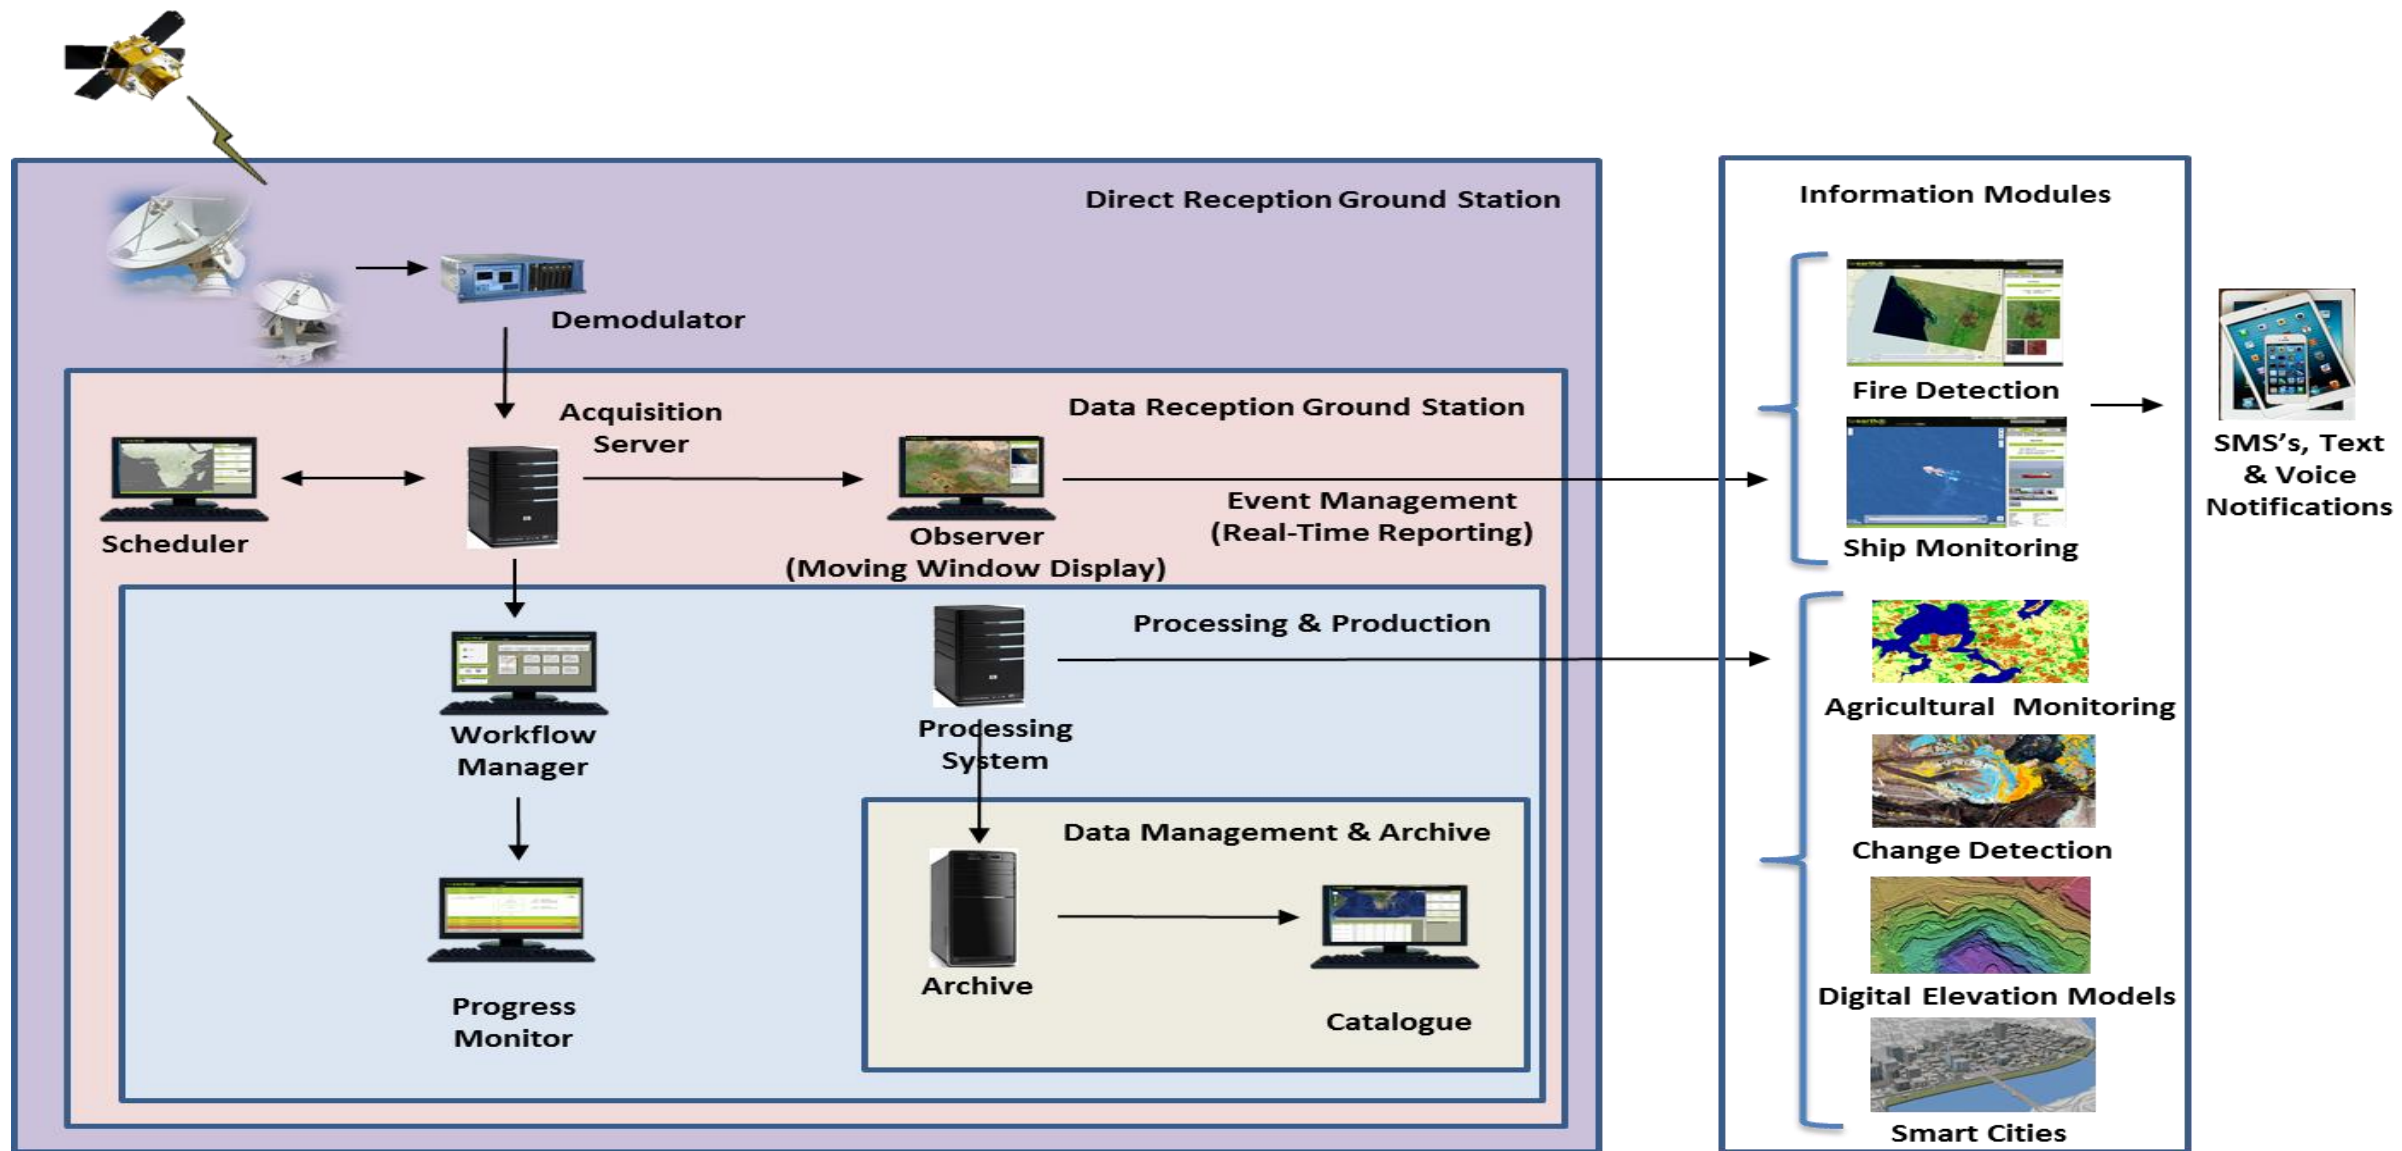 Direct Reception Ground Station
Demodulator
Data Reception Ground Station
Acquisition
Server
Scheduler
Observer
(Moving Window Display)
Event Management
(Real-Time Reporting)
Processing & Production
Workflow
Manager
Processing
System
Progress
Monitor
Data Management & Archive
Archive
Catalogue
Information Modules
Fire Detection
Ship Monitoring
Agricultural Monitoring
Change Detection
Digital Elevation Models
Smart Cities
SMS's, Text
& Voice
Notifications